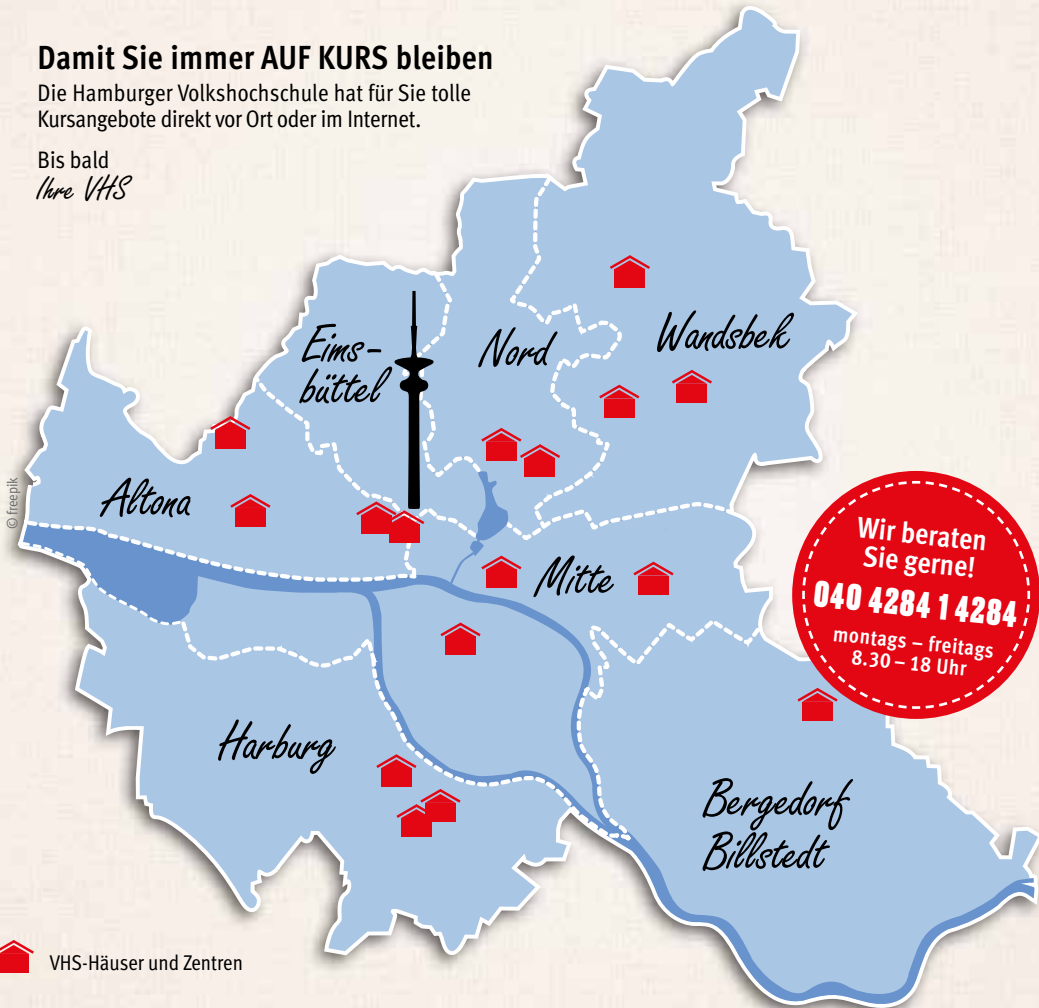 Damit Sie immer AUF KURS bleiben
Die Hamburger Volkshochschule hat für Sie tolle
Kursangebote direkt vor Ort oder im Internet.
Bis bald
Ihre VHS
Eims-
büttel
Nord
Wandsbek
Altona
Mitte
Harburg
Bergedorf
Billstedt
© freepik
Wir beraten
Sie gerne!
040 4284 1 4284
montags – freitags
8.30 – 18 Uhr
VHS-Häuser und Zentren